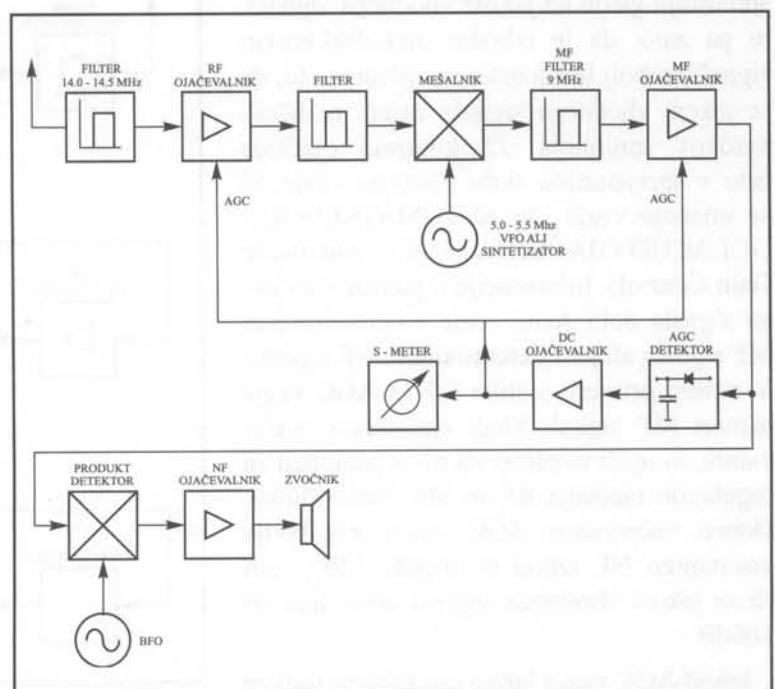 FILTER
14.0 - 14.5 MHz
RF
OJAČEVALNIK
FILTER
MEŠALNIK
MF
FILTER
9 MHz
MF
OJAČEVALNIK
AGC
5.0 - 5.5 Mhz
VFO ALI
SINTETIZATOR
AGC
S - METER
DC
OJAČEVALNIK
AGC
DETEKTOR
PRODUKT
DETEKTOR
NF
OJAČEVALNIK
ZVOČNIK
BFO